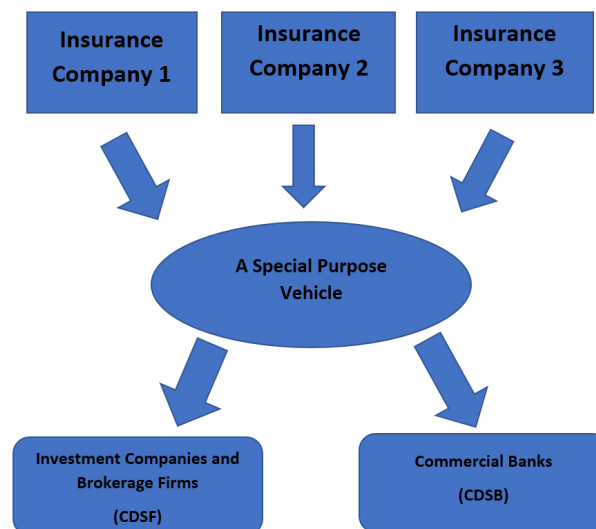 Insurance
Company 1
Insurance
Company 2
Insurance
Company 3
A Special Purpose
Vehicle
Investment Companies and
Brokerage Firms
(CDSF)
Commercial Banks
(CDSB)